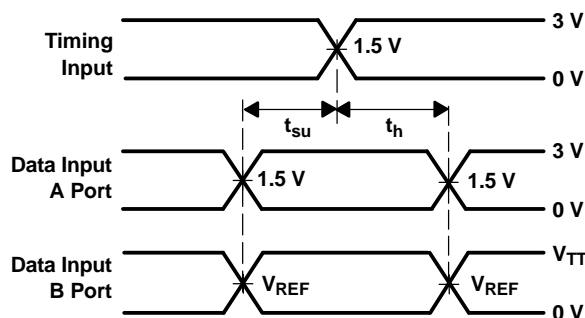 3 V
Timing
Input
1.5 V
0 V
tsu
th
3 V
Data Input
A Port
1.5 V
1.5 V
0 V
VTT
Data Input
B Port
VREF
VREF
0 V